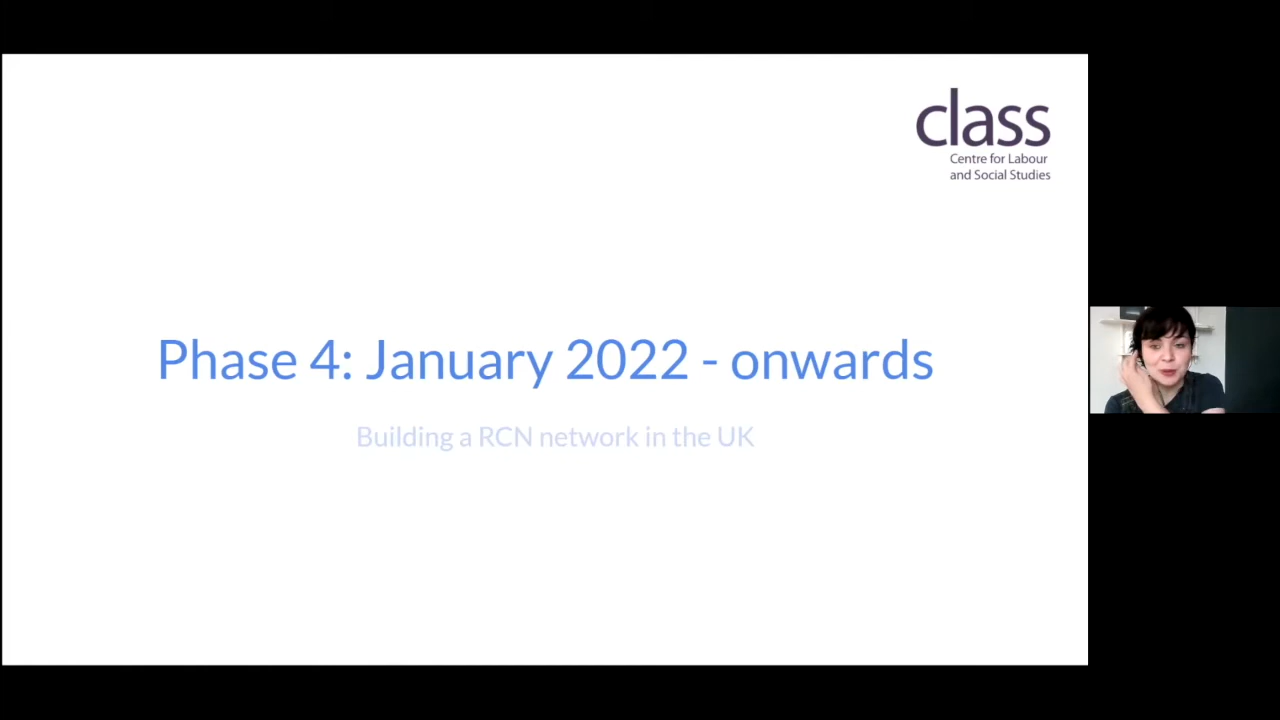 class
Centre for Labour
and Social Studies
Phase 4: January 2022 - onwards
Building a RCN network in the UK